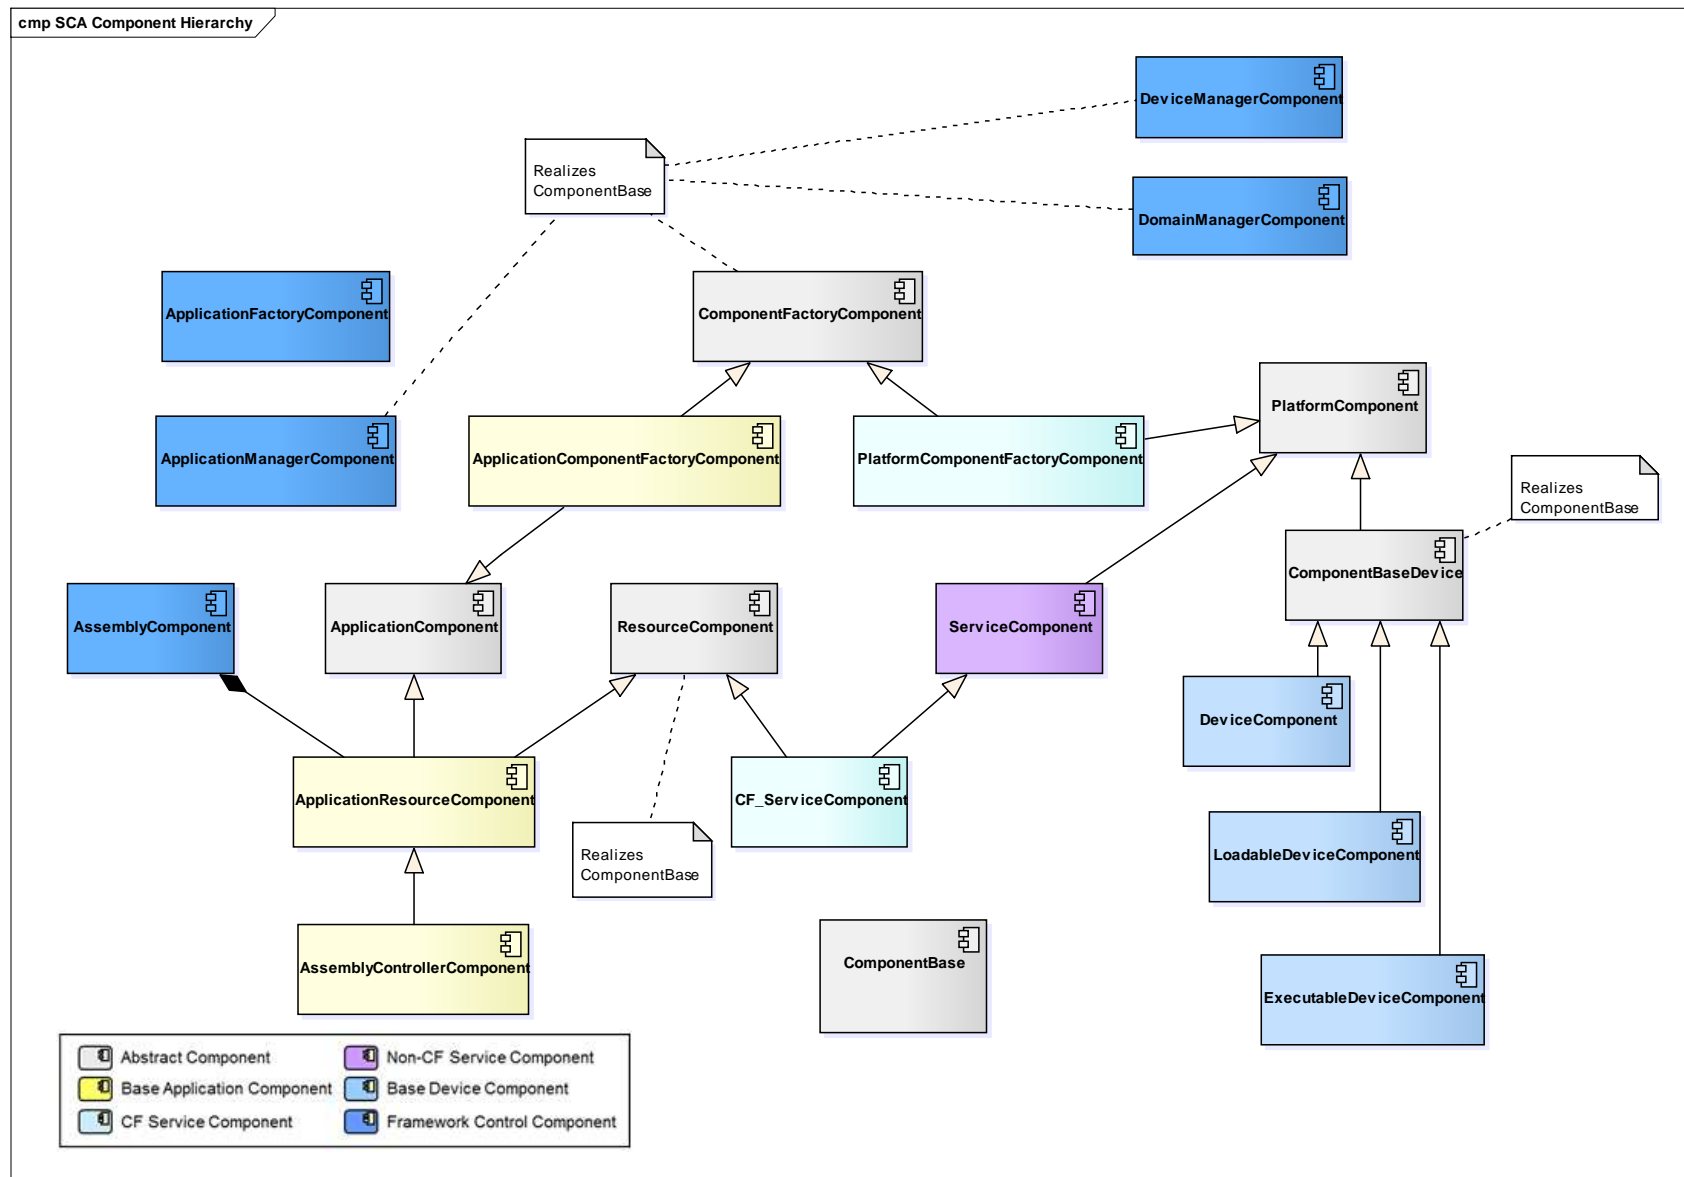 cmp SCA Component Hierarchy
DeviceManagerComponent
Realizes
ComponentBase
DomainManagerComponent
ApplicationFactoryComponent
ComponentFactoryComponent
PlatformComponent
ApplicationManagerComponent
ApplicationComponentFactoryComponent
PlatformComponentFactoryComponent
Realizes
ComponentBase
ComponentBaseDevice
AssemblyComponent
ApplicationComponent
ResourceComponent
ServiceComponent
DeviceComponent
ApplicationResourceComponent
CF_ServiceComponent
Realizes
ComponentBase
LoadableDeviceComponent
AssemblyControllerComponent
ComponentBase
ExecutableDeviceComponent
Abstract Component
Non-CF Service Component
Base Application Component
Base Device Component
CF Service Component
Framework Control Component